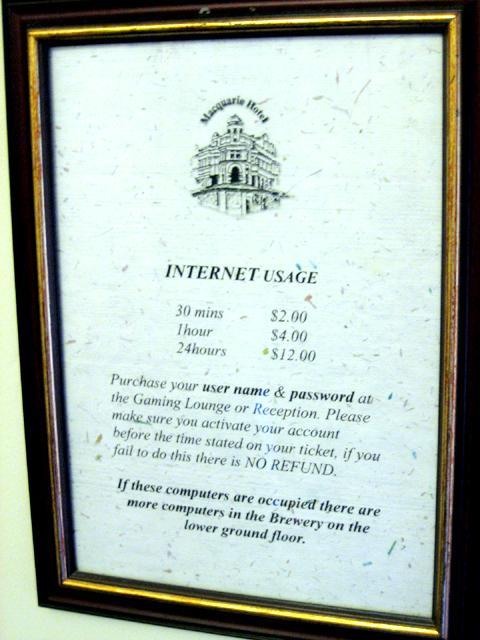 Macquarie Hotel
INTERNET USAGE
30 mins $2.00
1hour $4.00
24hours $12.00
Purchase your user name & password at
the Gaming Lounge or Reception. Please
make sure you activate your account
before the time stated on your ticket, if you
fail to do this there is NO REFUND.
If these computers are occupied there are
more computers in the Brewery on the
lower ground floor.